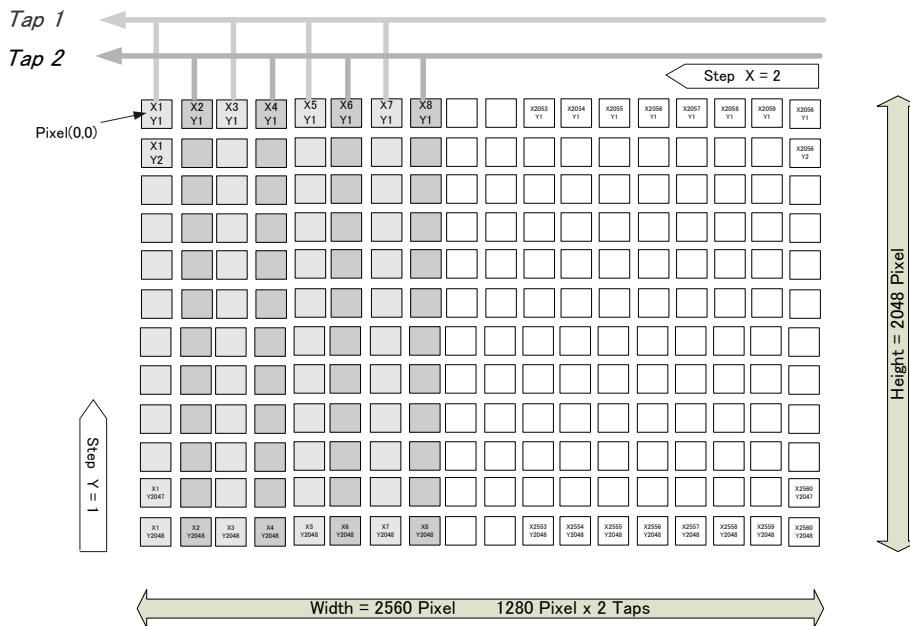 Tap 1
Tap 2
Step X = 2
X1 X2 X3 X4 X5 X6 X7 X8 X2053 X2054 X2055 X2056 X2057 X2058 X2059 X2056
Y1 Y1 Y1 Y1 Y1 Y1 Y1 Y1 Y1 Y1 Y1 Y1 Y1 Y1 Y1 Y1
Pixel(0,0)
X1 X2056
Y2 Y2
Height = 2048 Pixel
Step Y = 1
X1 X2560
Y2047 Y2047
X1 X2 X3 X4 X5 X6 X7 X8 X2553 X2554 X2555 X2556 X2557 X2558 X2559 X2560
Y2048 Y2048 Y2048 Y2048 Y2048 Y2048 Y2048 Y2048 Y2048 Y2048 Y2048 Y2048 Y2048 Y2048 Y2048 Y2048
Width = 2560 Pixel 1280 Pixel x 2 Taps